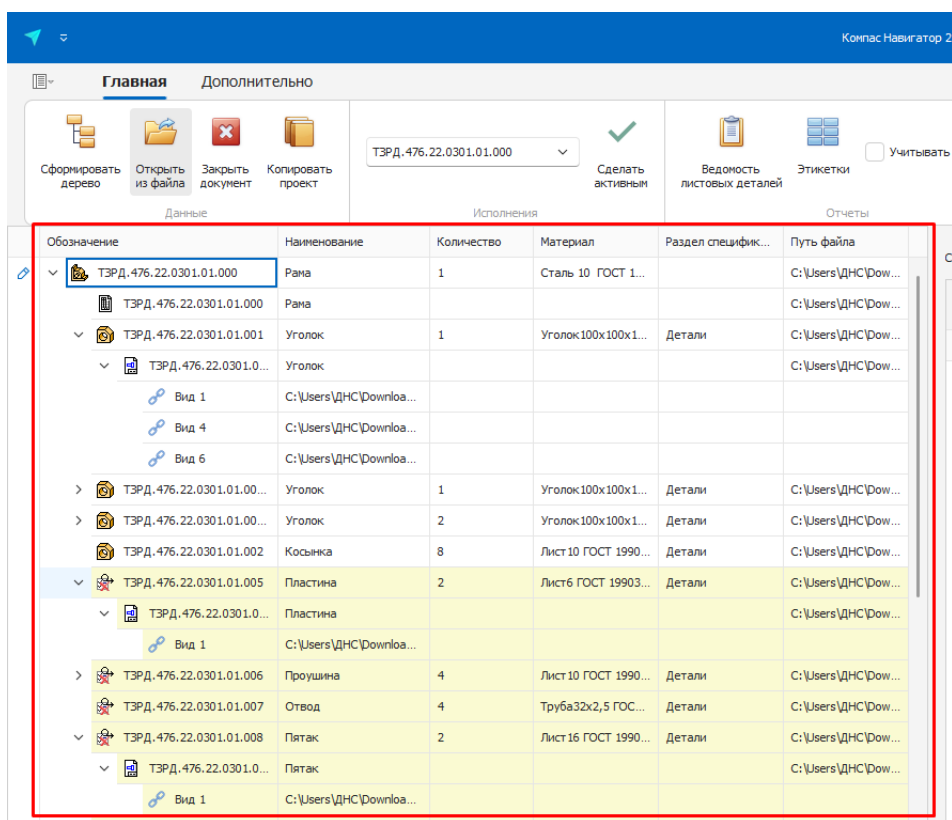 Компас Навигатор 2
Главная Дополнительно
Сформировать дерево
Открыть из файла
Закрыть документ
Копировать проект
Данные
ТЗРД.476.22.0301.01.000
Сделать активным
Исполнения
Ведомость листовых деталей
Этикетки
Учитывать
Отчеты
Обозначение Наименование Количество Материал Раздел специфик... Путь файла
ТЗРД.476.22.0301.01.000 Рама 1 Сталь 10 ГОСТ 1... C:\Users\ДНС\Dow...
ТЗРД.476.22.0301.01.000 Рама C:\Users\ДНС\Dow...
ТЗРД.476.22.0301.01.001 Уголок 1 Уголок100x100x1... Детали C:\Users\ДНС\Dow...
ТЗРД.476.22.0301.0... Уголок C:\Users\ДНС\Dow...
Вид 1 C:\Users\ДНС\Downloa...
Вид 4 C:\Users\ДНС\Downloa...
Вид 6 C:\Users\ДНС\Downloa...
ТЗРД.476.22.0301.01.00... Уголок 1 Уголок100x100x1... Детали C:\Users\ДНС\Dow...
ТЗРД.476.22.0301.01.00... Уголок 2 Уголок100x100x1... Детали C:\Users\ДНС\Dow...
ТЗРД.476.22.0301.01.002 Косынка 8 Лист10 ГОСТ 1990... Детали C:\Users\ДНС\Dow...
ТЗРД.476.22.0301.01.005 Пластина 2 Лист6 ГОСТ 19903... Детали C:\Users\ДНС\Dow...
ТЗРД.476.22.0301.0... Пластина C:\Users\ДНС\Dow...
Вид 1 C:\Users\ДНС\Downloa...
ТЗРД.476.22.0301.01.006 Проушина 4 Лист10 ГОСТ 1990... Детали C:\Users\ДНС\Dow...
ТЗРД.476.22.0301.01.007 Отвод 4 Труба32x2,5 ГОС... Детали C:\Users\ДНС\Dow...
ТЗРД.476.22.0301.01.008 Пятак 2 Лист16 ГОСТ 1990... Детали C:\Users\ДНС\Dow...
ТЗРД.476.22.0301.0... Пятак C:\Users\ДНС\Dow...
Вид 1 C:\Users\ДНС\Downloa...